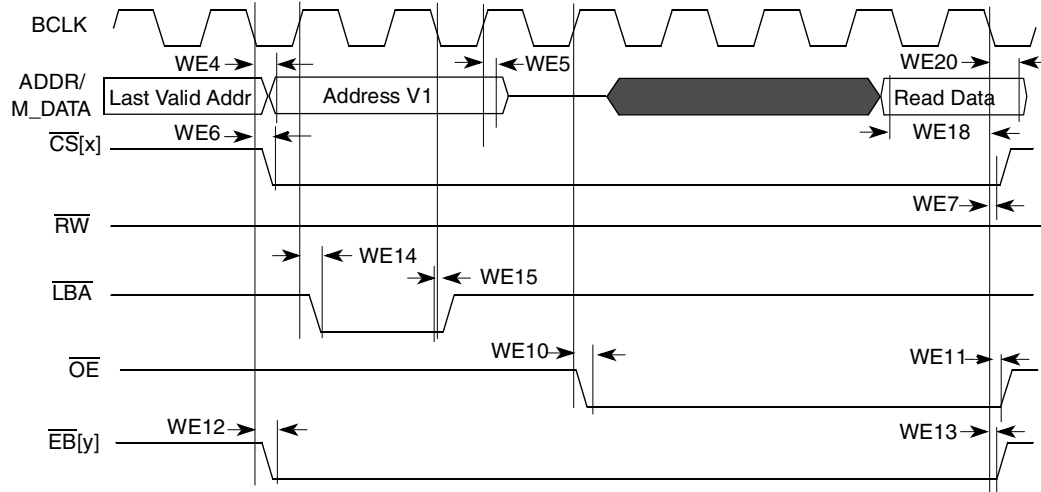 BCLK
WE4
WE5
WE20
ADDR/
M_DATA
Last Valid Addr
Address V1
Read Data
WE6
WE18
CS[x]
WE7
RW
WE14
WE15
LBA
WE10
WE11
OE
WE12
WE13
EB[y]